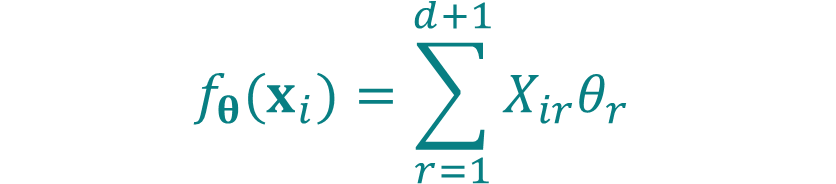 f_𝛉(𝐱_i) = ∑_{r=1}^{d+1} X_{ir}θ_r